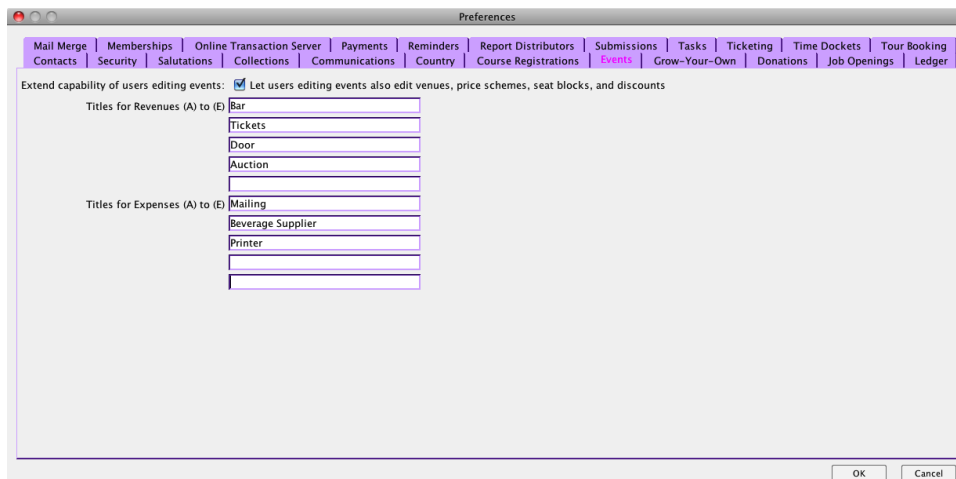 Preferences
Mail Merge Memberships Online Transaction Server Payments Reminders Report Distributors Submissions Tasks Ticketing Time Dockets Tour Booking
Contacts Security Salutations Collections Communications Country Course Registrations Events Grow-Your-Own Donations Job Openings Ledger
Extend capability of users editing events: Let users editing events also edit venues, price schemes, seat blocks, and discounts
Titles for Revenues (A) to (E) Bar
Tickets
Door
Auction
Titles for Expenses (A) to (E) Mailing
Beverage Supplier
Printer
OK Cancel